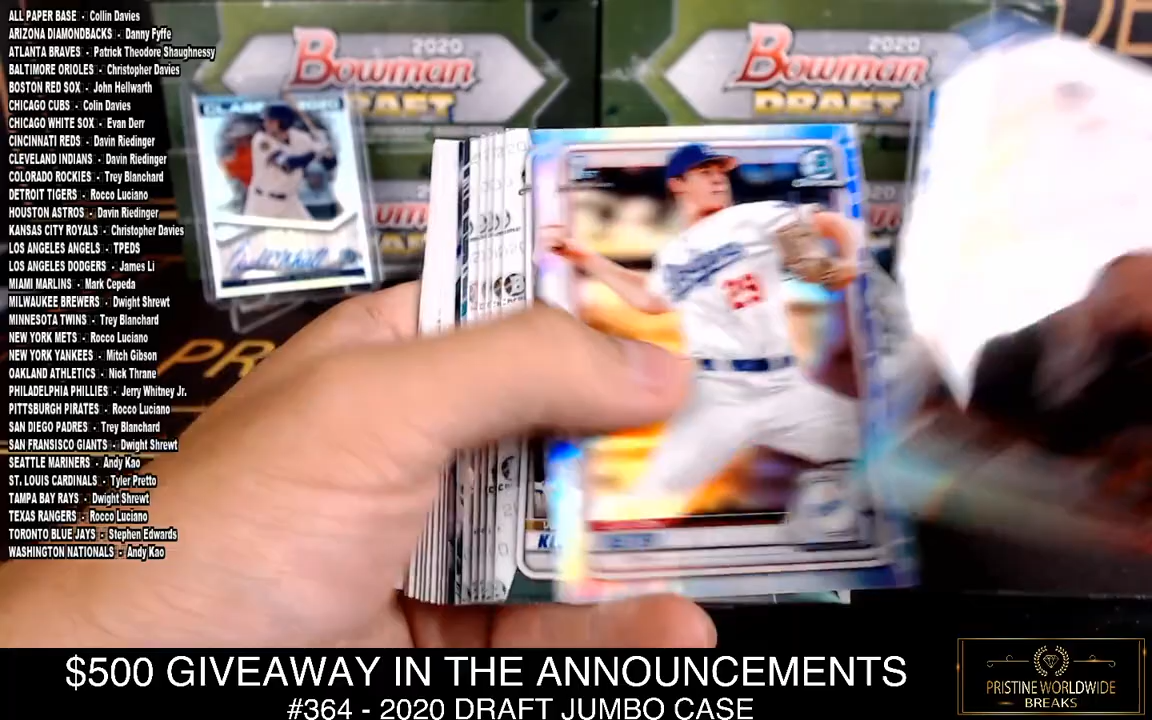 ALL PAPER BASE - Collin Davies
ARIZONA DIAMONDBACKS - Danny Fyffe
ATLANTA BRAVES - Patrick Theodore Shaughnessy
BALTIMORE ORIOLES - Christopher Davies
BOSTON RED SOX - John Hellwarth
CHICAGO CUBS - Colin Davies
CHICAGO WHITE SOX - Evan Derr
CINCINNATI REDS - Davin Riedinger
CLEVELAND INDIANS - Davin Riedinger
COLORADO ROCKIES - Trey Blanchard
DETROIT TIGERS - Rocco Luciano
HOUSTON ASTROS - Davin Riedinger
KANSAS CITY ROYALS - Christopher Davies
LOS ANGELES ANGELS - TPEDS
LOS ANGELES DODGERS - James Li
MIAMI MARLINS - Mark Cepeda
MILWAUKEE BREWERS - Dwight Shrewt
MINNESOTA TWINS - Trey Blanchard
NEW YORK METS - Rocco Luciano
NEW YORK YANKEES - Mitch Gibson
OAKLAND ATHLETICS - Nick Thrane
PHILADELPHIA PHILLIES - Jerry Whitney Jr.
PITTSBURGH PIRATES - Rocco Luciano
SAN DIEGO PADRES - Trey Blanchard
SAN FRANSISCO GIANTS - Dwight Shrewt
SEATTLE MARINERS - Andy Kao
ST. LOUIS CARDINALS - Tyler Pretto
TAMPA BAY RAYS - Dwight Shrewt
TEXAS RANGERS - Rocco Luciano
TORONTO BLUE JAYS - Stephen Edwards
WASHINGTON NATIONALS - Andy Kao
2020
BOWMAN
DRAFT
2020
BOWMAN
DRAFT
Dodgers
29
PR
$500 GIVEAWAY IN THE ANNOUNCEMENTS
#364 - 2020 DRAFT JUMBO CASE
PRISTINE WORLDWIDE
BREAKS